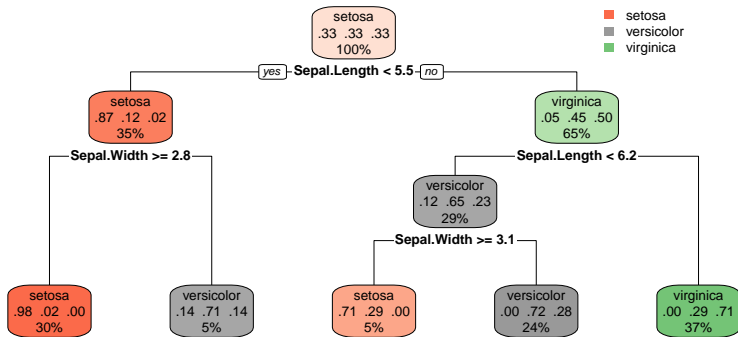 setosa
.33 .33 .33
100%
setosa
versicolor
virginica
yes Sepal.Length < 5.5 no
setosa
.87 .12 .02
35%
virginica
.05 .45 .50
65%
Sepal.Width >= 2.8
Sepal.Length < 6.2
versicolor
.12 .65 .23
29%
Sepal.Width >= 3.1
setosa
.98 .02 .00
30%
versicolor
.14 .71 .14
5%
setosa
.71 .29 .00
5%
versicolor
.00 .72 .28
24%
virginica
.00 .29 .71
37%